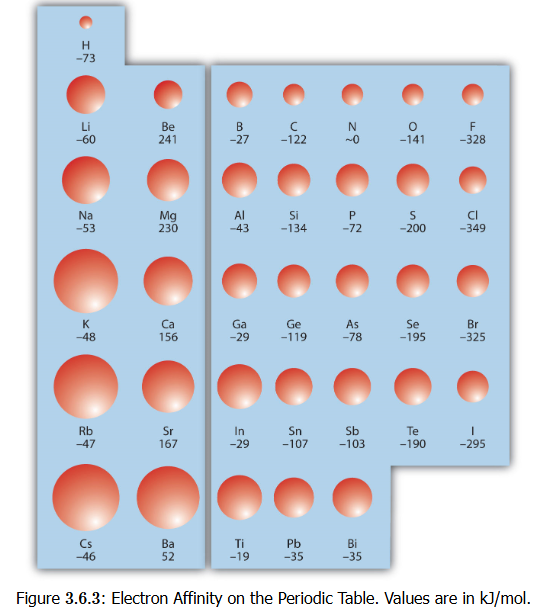 H
−73
Li Be B C N O F
−60 241 −27 −122 ~0 −141 −328
Na Mg Al Si P S Cl
−53 230 −43 −134 −72 −200 −349
K Ca Ga Ge As Se Br
−48 156 −29 −119 −78 −195 −325
Rb Sr In Sn Sb Te I
−47 167 −29 −107 −103 −190 −295
Cs Ba Ti Pb Bi
−46 52 −19 −35 −35
Figure 3.6.3: Electron Affinity on the Periodic Table. Values are in kJ/mol.